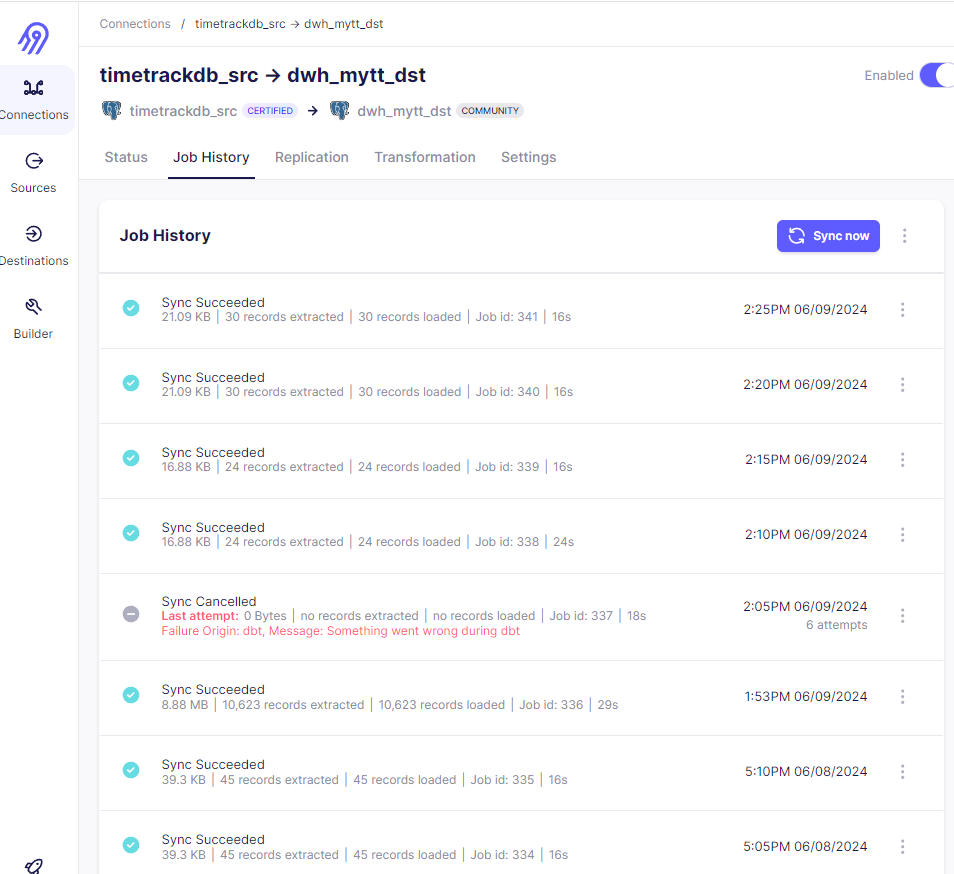 Connections / timetrackdb_src → dwh_mytt_dst
timetrackdb_src → dwh_mytt_dst
Enabled
timetrackdb_src CERTIFIED → dwh_mytt_dst COMMUNITY
Connections
Sources
Destinations
Builder
Status Job History Replication Transformation Settings
Job History
Sync now
Sync Succeeded
21.09 KB | 30 records extracted | 30 records loaded | Job id: 341 | 16s
2:25PM 06/09/2024
Sync Succeeded
21.09 KB | 30 records extracted | 30 records loaded | Job id: 340 | 16s
2:20PM 06/09/2024
Sync Succeeded
16.88 KB | 24 records extracted | 24 records loaded | Job id: 339 | 16s
2:15PM 06/09/2024
Sync Succeeded
16.88 KB | 24 records extracted | 24 records loaded | Job id: 338 | 24s
2:10PM 06/09/2024
Sync Cancelled
Last attempt: 0 Bytes | no records extracted | no records loaded | Job id: 337 | 18s
Failure Origin: dbt, Message: Something went wrong during dbt
2:05PM 06/09/2024
6 attempts
Sync Succeeded
8.88 MB | 10,623 records extracted | 10,623 records loaded | Job id: 336 | 29s
1:53PM 06/09/2024
Sync Succeeded
39.3 KB | 45 records extracted | 45 records loaded | Job id: 335 | 16s
5:10PM 06/08/2024
Sync Succeeded
39.3 KB | 45 records extracted | 45 records loaded | Job id: 334 | 16s
5:05PM 06/08/2024